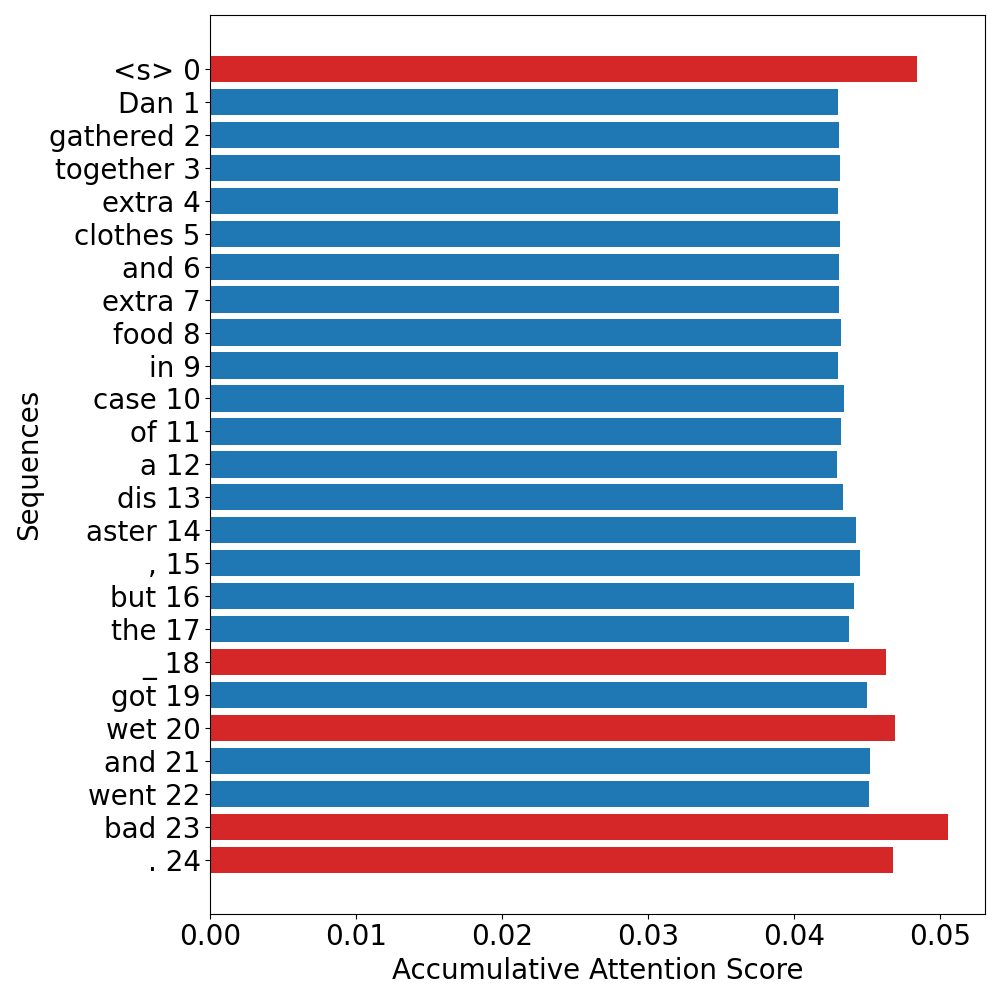 <s> 0
Dan 1
gathered 2
together 3
extra 4
clothes 5
and 6
extra 7
food 8
in 9
case 10
of 11
a 12
dis 13
aster 14
, 15
but 16
the 17
_ 18
got 19
wet 20
and 21
went 22
bad 23
. 24
Sequences
0.00 0.01 0.02 0.03 0.04 0.05
Accumulative Attention Score